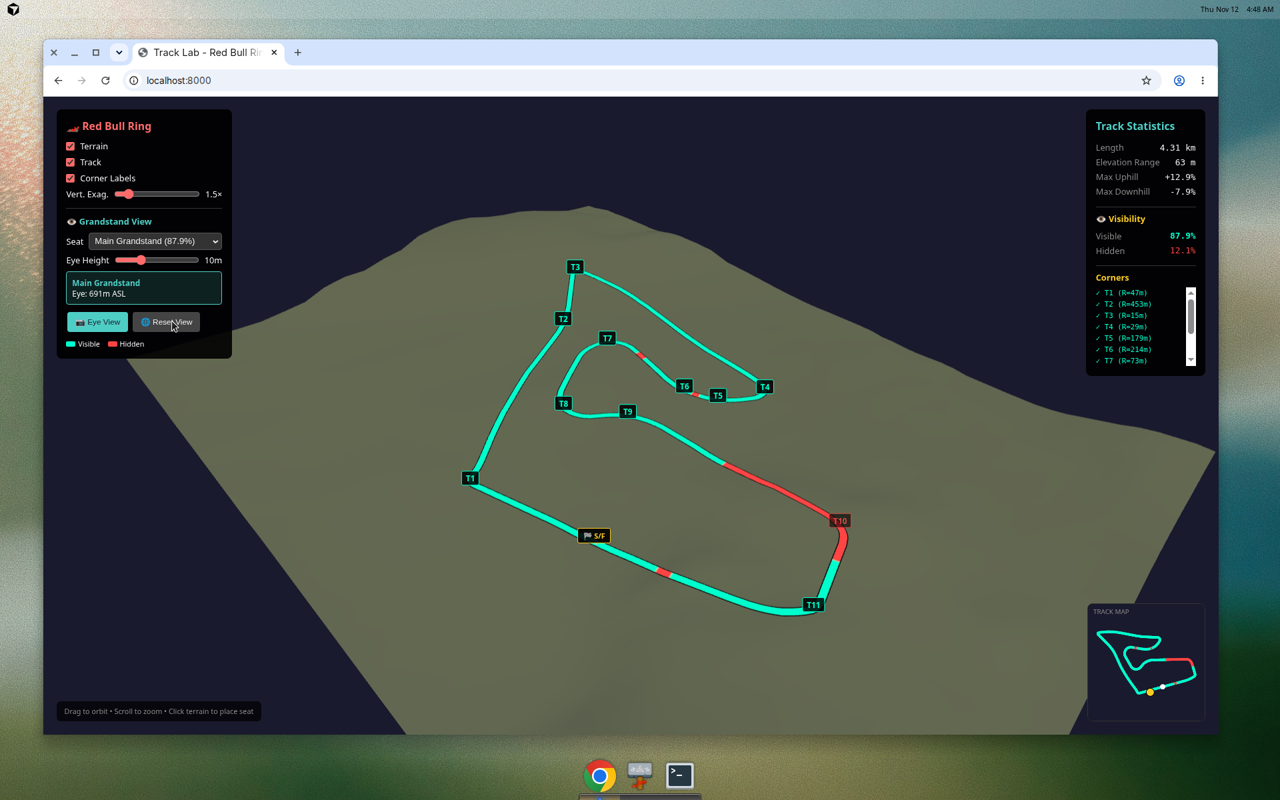 Thu Nov 12 4:48 AM
Track Lab - Red Bull Ri
localhost:8000
Red Bull Ring
Terrain
Track
Corner Labels
Vert. Exag. 1.5×
Grandstand View
Seat Main Grandstand (87.9%)
Eye Height 10m
Main Grandstand
Eye: 691m ASL
Eye View Reset View
Visible Hidden
Track Statistics
Length 4.31 km
Elevation Range 63 m
Max Uphill +12.9%
Max Downhill -7.9%
Visibility
Visible 87.9%
Hidden 12.1%
Corners
✓ T1 (R=47m)
✓ T2 (R=453m)
✓ T3 (R=15m)
✓ T4 (R=29m)
✓ T5 (R=179m)
✓ T6 (R=214m)
✓ T7 (R=73m)
T3
T2
T7
T6
T4
T5
T8
T9
T1
T10
S/F
T11
TRACK MAP
Drag to orbit • Scroll to zoom • Click terrain to place seat
>_